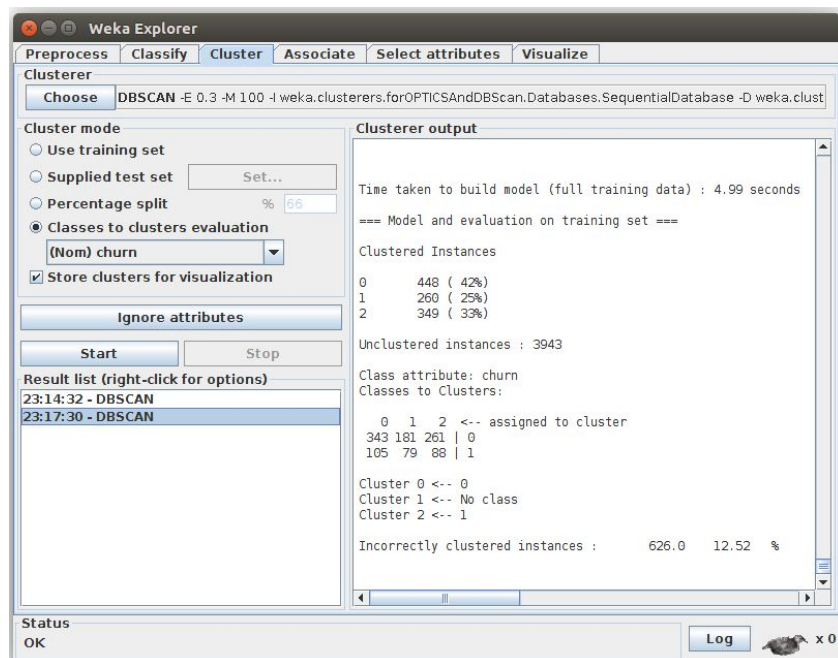 Weka Explorer
Preprocess Classify Cluster Associate Select attributes Visualize
Clusterer
Choose DBSCAN -E 0.3 -M 100 -I weka.clusterers.forOPTICSAndDBScan.Databases.SequentialDatabase -D weka.clust
Cluster mode
Use training set
Supplied test set Set...
Percentage split % 66
Classes to clusters evaluation
(Nom) churn
Store clusters for visualization
Ignore attributes
Start Stop
Result list (right-click for options)
23:14:32 - DBSCAN
23:17:30 - DBSCAN
Clusterer output
Time taken to build model (full training data) : 4.99 seconds
=== Model and evaluation on training set ===
Clustered Instances
0 448 ( 42%)
1 260 ( 25%)
2 349 ( 33%)
Unclustered instances : 3943
Class attribute: churn
Classes to Clusters:
0 1 2 <-- assigned to cluster
343 181 261 | 0
105 79 88 | 1
Cluster 0 <-- 0
Cluster 1 <-- No class
Cluster 2 <-- 1
Incorrectly clustered instances : 626.0 12.52 %
Status
OK
Log x 0